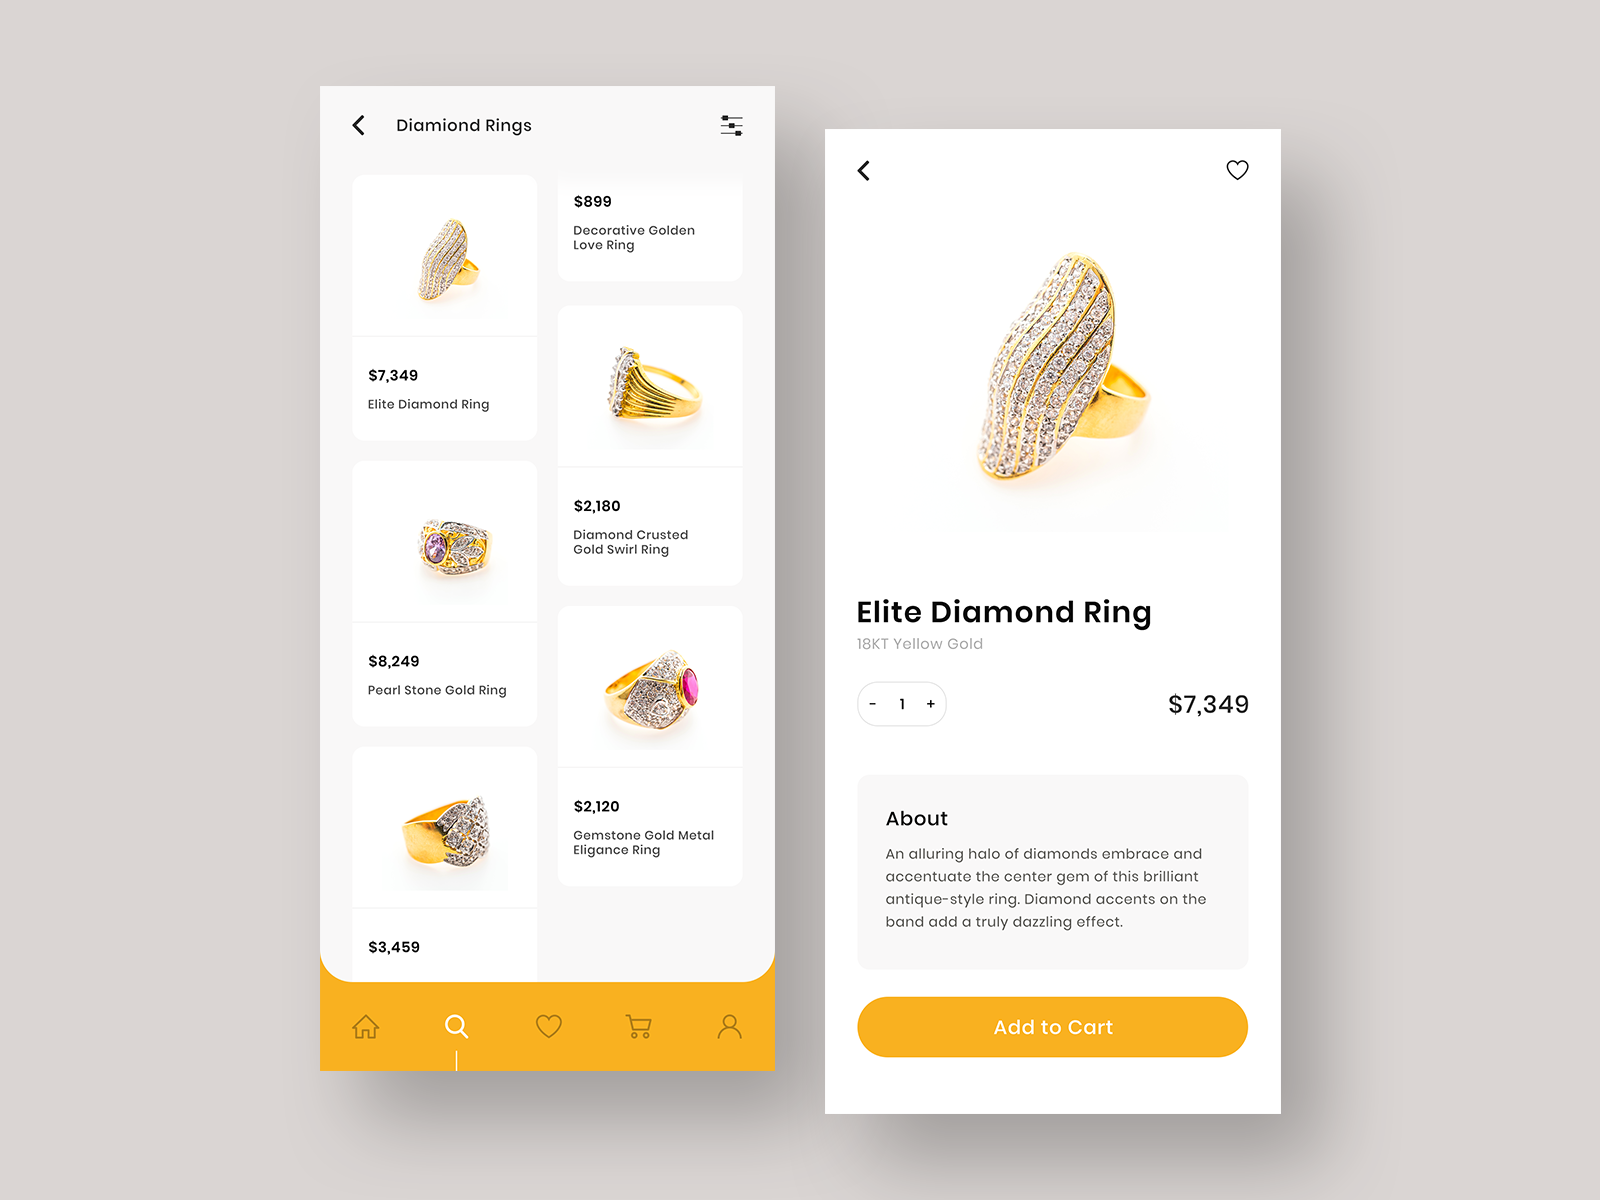 Diamiond Rings
$7,349
Elite Diamond Ring
$8,249
Pearl Stone Gold Ring
$3,459
$899
Decorative Golden
Love Ring
$2,180
Diamond Crusted
Gold Swirl Ring
$2,120
Gemstone Gold Metal
Eligance Ring
Elite Diamond Ring
18KT Yellow Gold
- 1 +
$7,349
About
An alluring halo of diamonds embrace and
accentuate the center gem of this brilliant
antique-style ring. Diamond accents on the
band add a truly dazzling effect.
Add to Cart